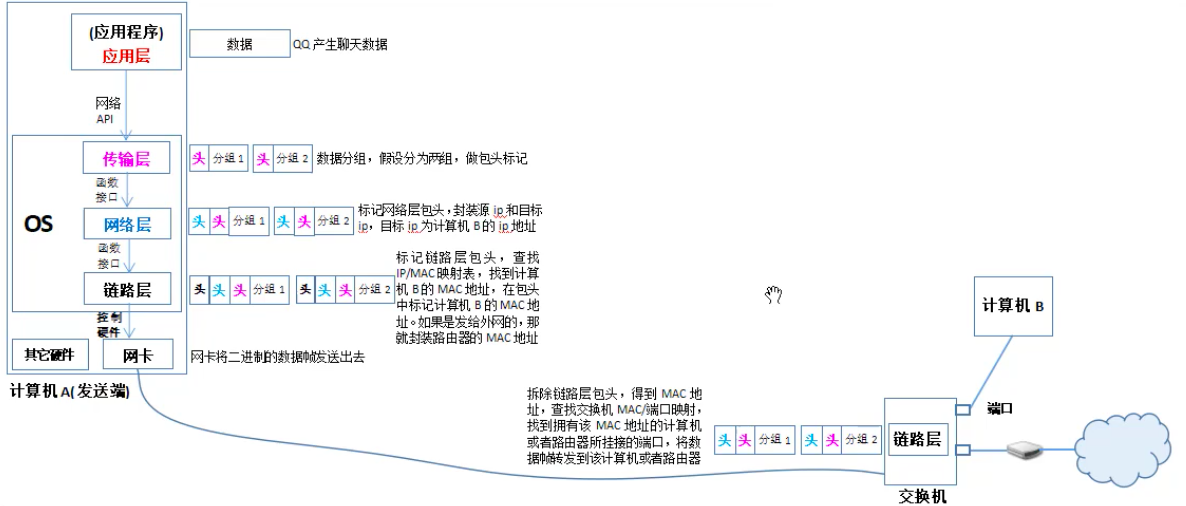 (应用程序)
应用层
数据
QQ 产生聊天数据
网络
API
传输层
头 分组 1 头 分组 2
数据分组，假设分为两组，做包头标记
函数
接口
OS
网络层
头 头 分组 1 头 头 分组 2
标记网络层包头，封装源 ip 和目标
ip，目标 ip 为计算机 B 的 ip 地址
函数
接口
链路层
头 头 头 分组 1 头 头 头 分组 2
标记链路层包头，查找
IP/MAC 映射表，找到计算
机 B 的 MAC 地址，在包头
中标记计算机 B 的 MAC 地
址。如果是发给外网的，那
就封装路由器的 MAC 地址
控制
硬件
其它硬件
网卡
网卡将二进制的数据帧发送出去
计算机 A(发送端)
计算机 B
拆除链路层包头，得到 MAC 地
址，查找交换机 MAC/端口映射，
找到拥有该 MAC 地址的计算机
或者路由器所挂接的端口，将数
据帧转发到该计算机或者路由器
头 头 分组 1 头 头 分组 2
链路层
端口
交换机